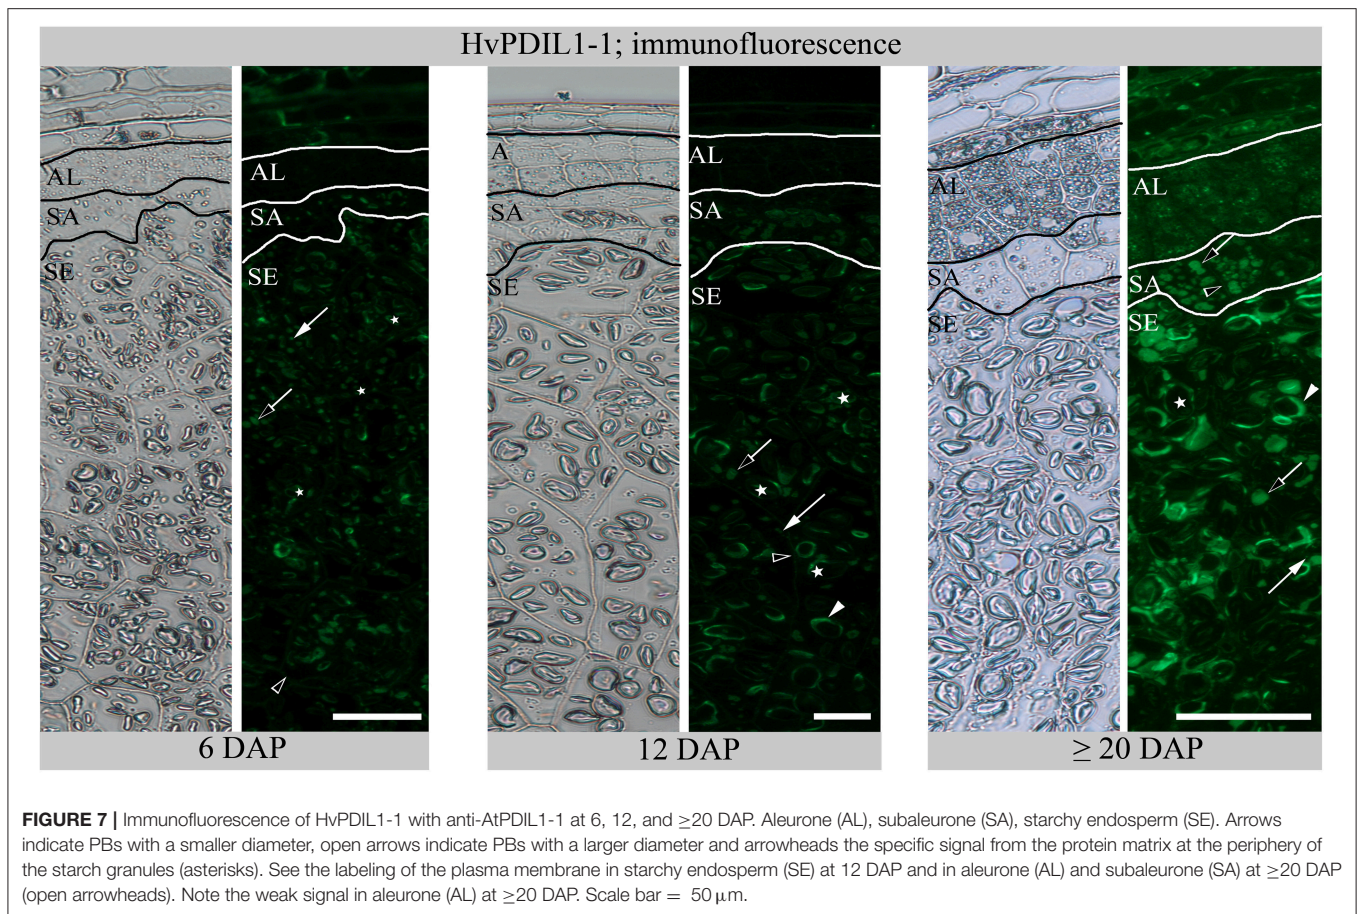 HvPDIL1-1; immunofluorescence
AL
SA
SE
AL
SA
SE
A
SA
SE
AL
SA
SE
AL
SA
SE
AL
SA
SE
6 DAP
12 DAP
≥ 20 DAP
FIGURE 7 | Immunofluorescence of HvPDIL1-1 with anti-AtPDIL1-1 at 6, 12, and ≥20 DAP. Aleurone (AL), subaleurone (SA), starchy endosperm (SE). Arrows
indicate PBs with a smaller diameter, open arrows indicate PBs with a larger diameter and arrowheads the specific signal from the protein matrix at the periphery of
the starch granules (asterisks). See the labeling of the plasma membrane in starchy endosperm (SE) at 12 DAP and in aleurone (AL) and subaleurone (SA) at ≥20 DAP
(open arrowheads). Note the weak signal in aleurone (AL) at ≥20 DAP. Scale bar = 50 μm.